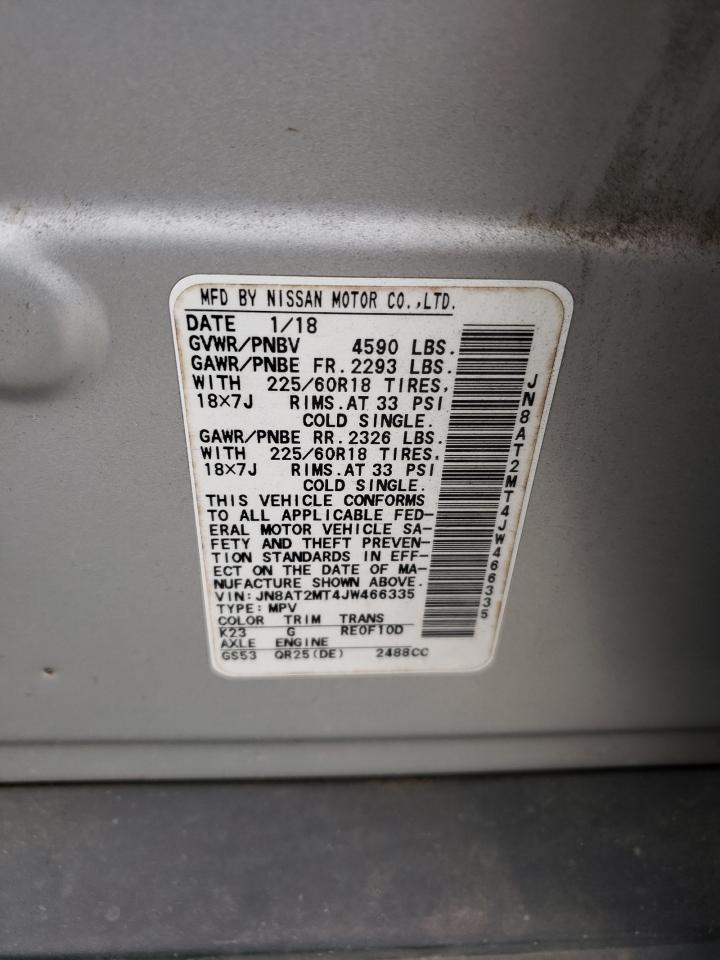 MFD BY NISSAN MOTOR CO.,LTD.
DATE 1/18
GVWR/PNBV 4590 LBS.
GAWR/PNBE FR. 2293 LBS.
WITH 225/60R18 TIRES,
18×7J RIMS.AT 33 PSI
COLD SINGLE.
GAWR/PNBE RR. 2326 LBS.
WITH 225/60R18 TIRES,
18×7J RIMS.AT 33 PSI
COLD SINGLE.
THIS VEHICLE CONFORMS
TO ALL APPLICABLE FED-
ERAL MOTOR VEHICLE SA-
FETY AND THEFT PREVEN-
TION STANDARDS IN EFF-
ECT ON THE DATE OF MA-
NUFACTURE SHOWN ABOVE.
VIN: JN8AT2MT4JW466335
TYPE: MPV
COLOR TRIM TRANS
K23 G RE0F10D
AXLE ENGINE
GS53 QR25(DE) 2488CC
JN8AT2MT4JW466335